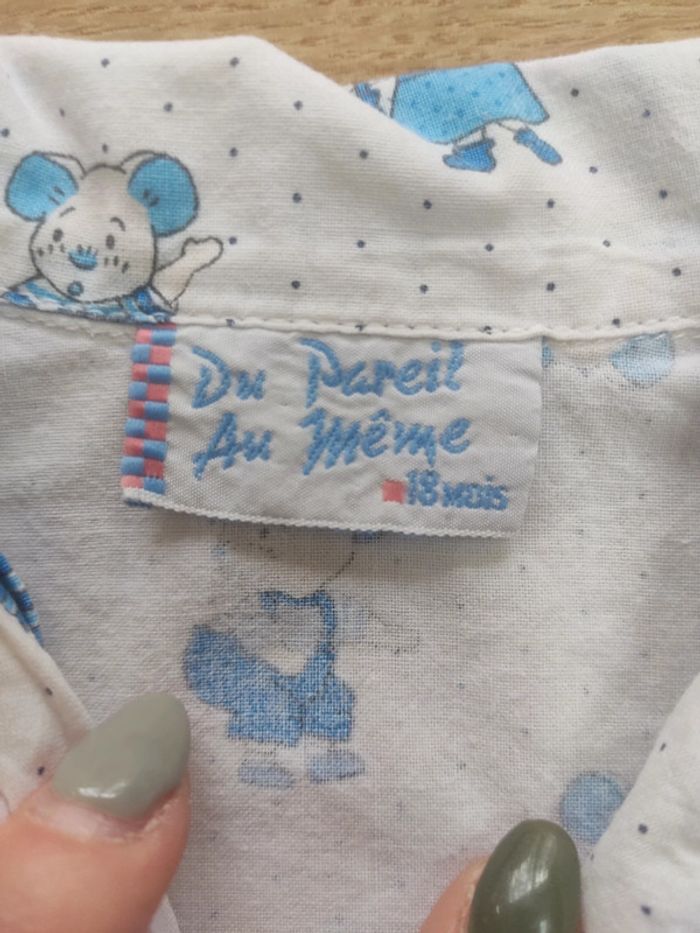 Du Pareil
Au Même
18 MOIS